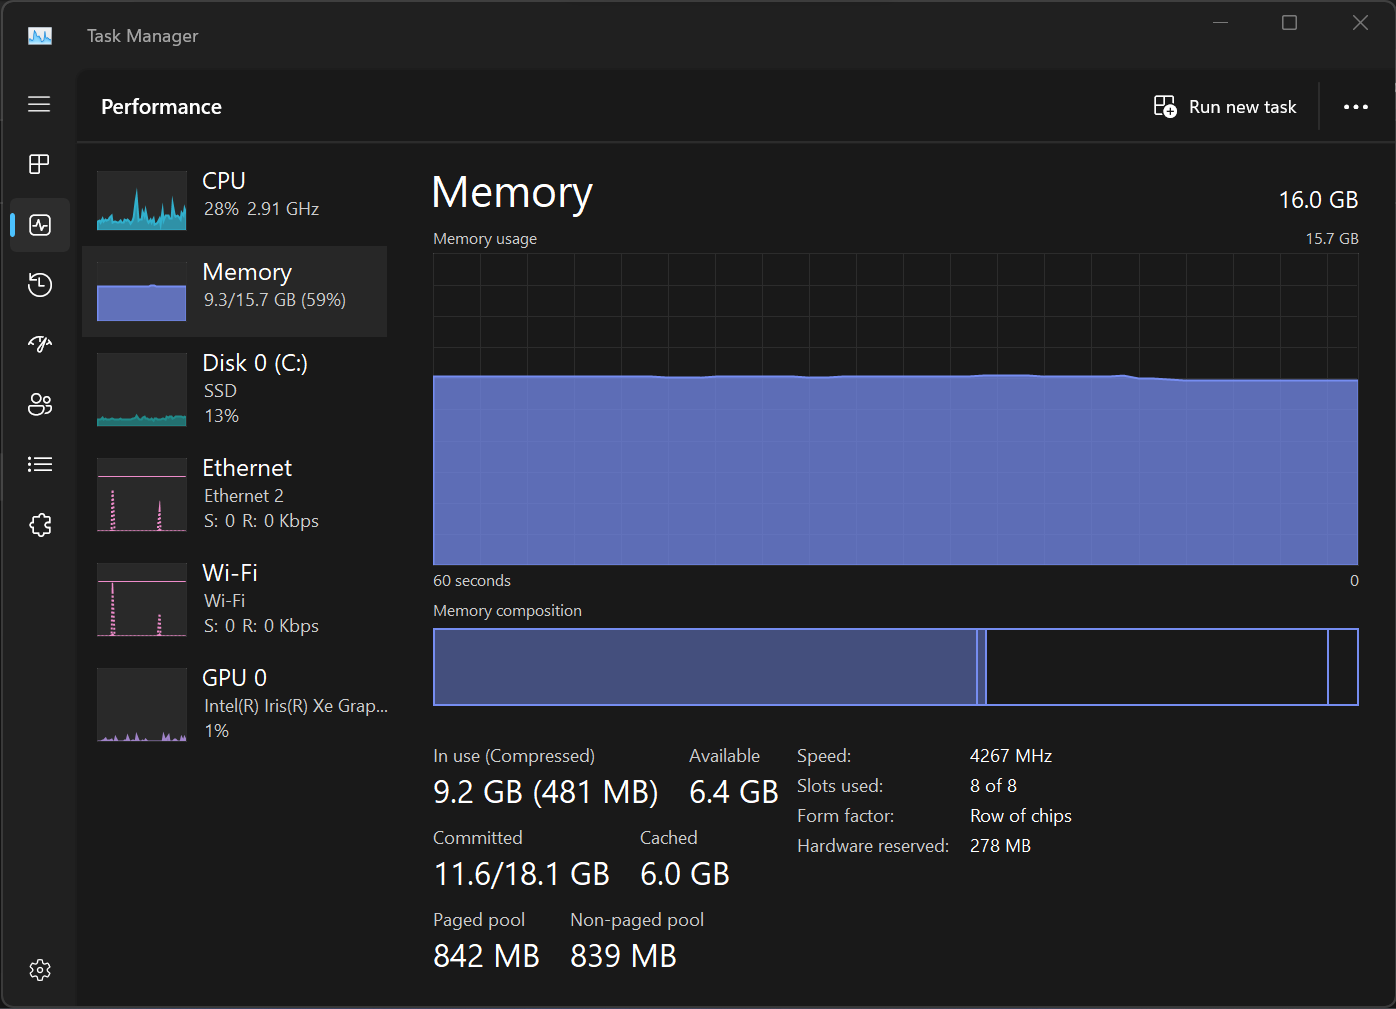 Task Manager
Performance
Run new task
CPU
28% 2.91 GHz
Memory
9.3/15.7 GB (59%)
Disk 0 (C:)
SSD
13%
Ethernet
Ethernet 2
S: 0 R: 0 Kbps
Wi-Fi
Wi-Fi
S: 0 R: 0 Kbps
GPU 0
Intel(R) Iris(R) Xe Grap...
1%
Memory
16.0 GB
Memory usage
15.7 GB
60 seconds
0
Memory composition
In use (Compressed)
9.2 GB (481 MB)
Available
6.4 GB
Committed
11.6/18.1 GB
Cached
6.0 GB
Paged pool
842 MB
Non-paged pool
839 MB
Speed: 4267 MHz
Slots used: 8 of 8
Form factor: Row of chips
Hardware reserved: 278 MB